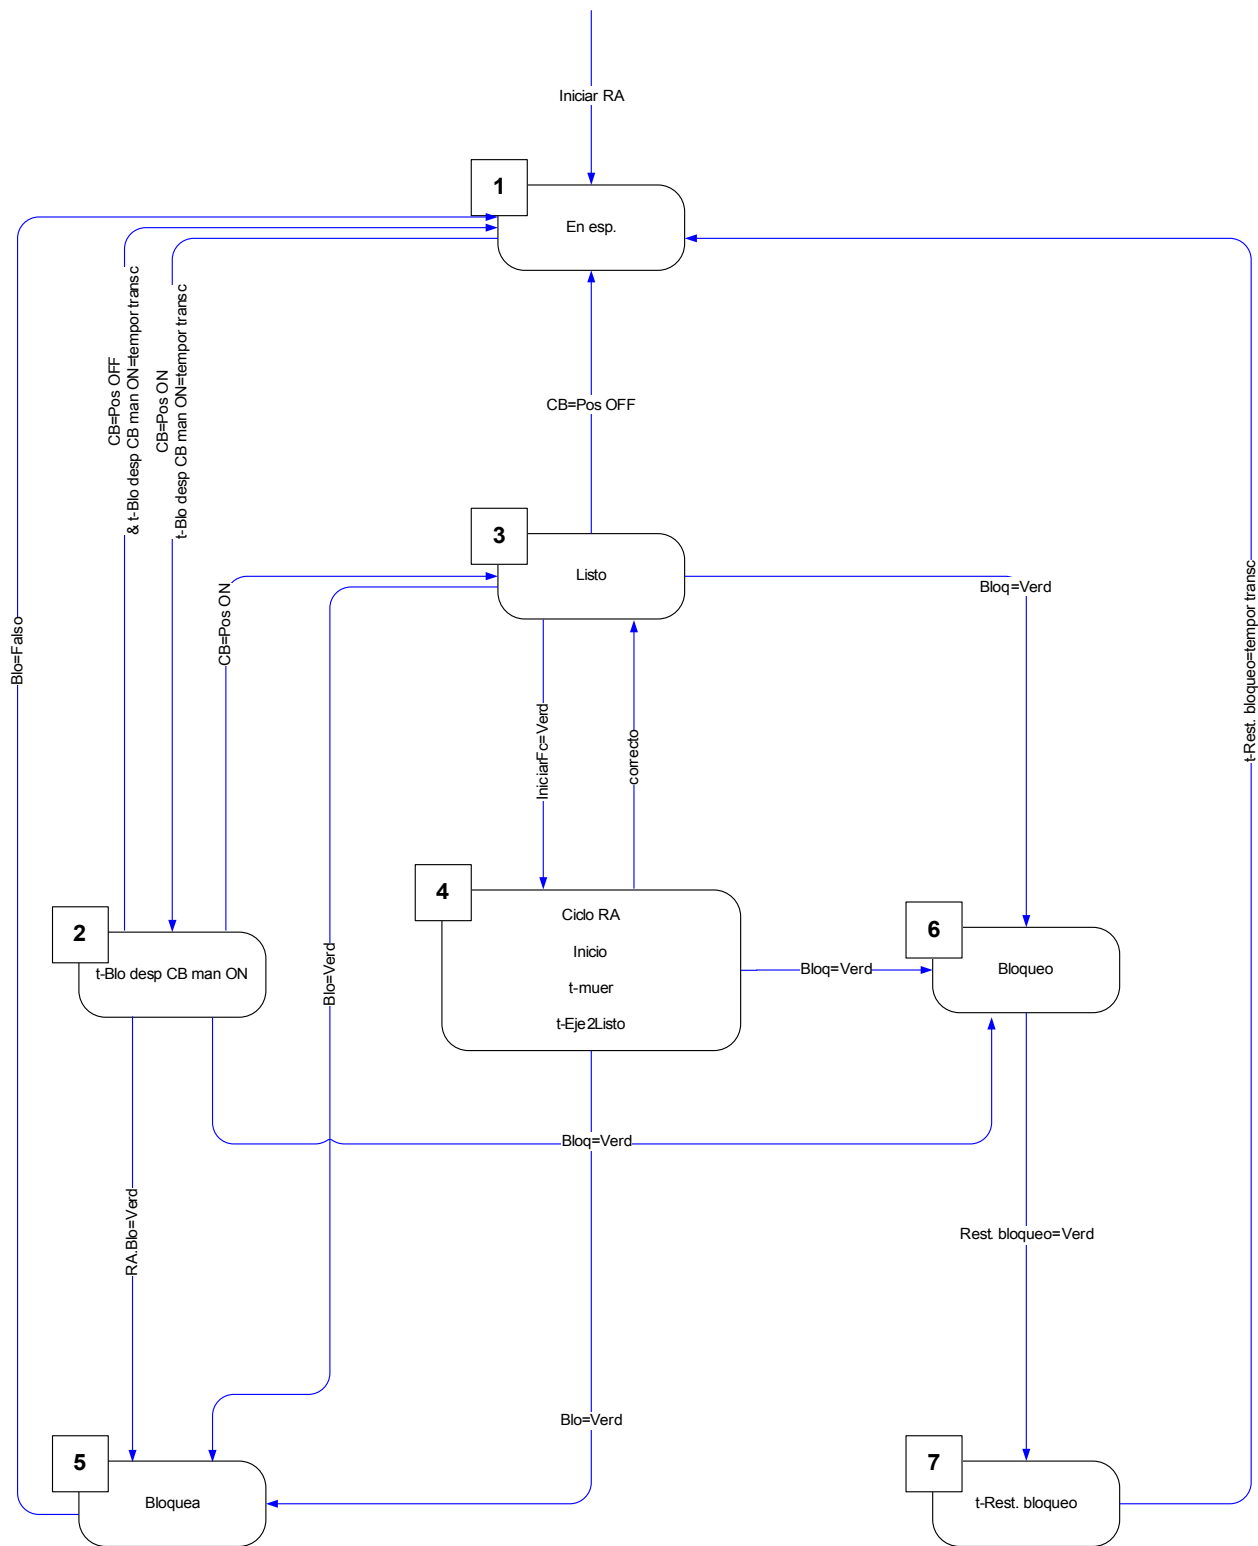 Iniciar RA
1
En esp.
CB=Pos OFF
& t-Blo desp CB man ON=tempor transc
CB=Pos ON
t-Blo desp CB man ON=tempor transc
CB=Pos OFF
3
Listo
Bloq=Verd
CB=Pos ON
Blo=Falso
t-Rest. bloqueo=tempor transc
IniciarFc=Verd
correcto
4
Ciclo RA
Inicio
t-muer
t-Eje2Listo
2
t-Blo desp CB man ON
Blo=Verd
Bloq=Verd
6
Bloqueo
Bloq=Verd
RA.Blo=Verd
Rest. bloqueo=Verd
Blo=Verd
5
Bloquea
7
t-Rest. bloqueo